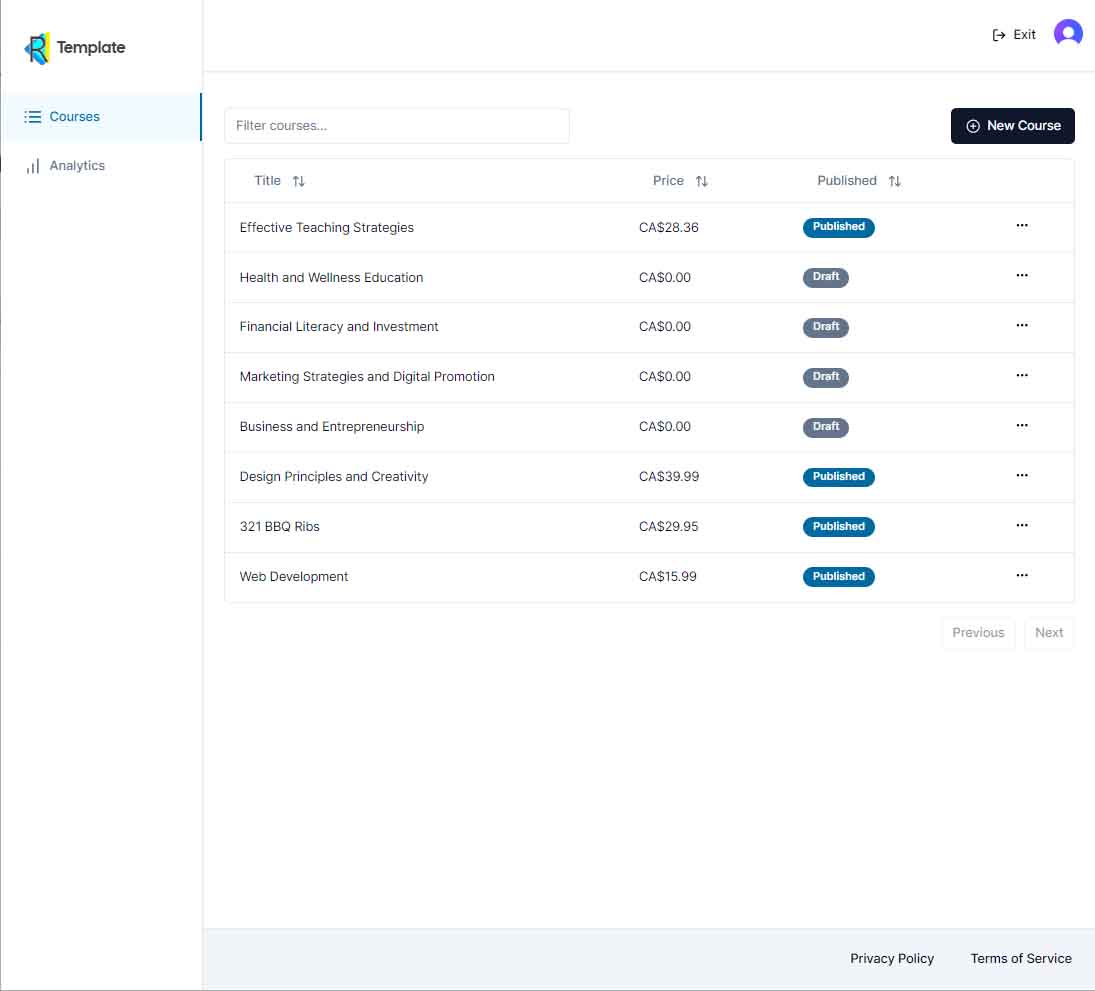 Template
Exit
Courses
Analytics
Filter courses...
New Course
Title Price Published
Effective Teaching Strategies CA$28.36 Published ...
Health and Wellness Education CA$0.00 Draft ...
Financial Literacy and Investment CA$0.00 Draft ...
Marketing Strategies and Digital Promotion CA$0.00 Draft ...
Business and Entrepreneurship CA$0.00 Draft ...
Design Principles and Creativity CA$39.99 Published ...
321 BBQ Ribs CA$29.95 Published ...
Web Development CA$15.99 Published ...
Previous Next
Privacy Policy Terms of Service